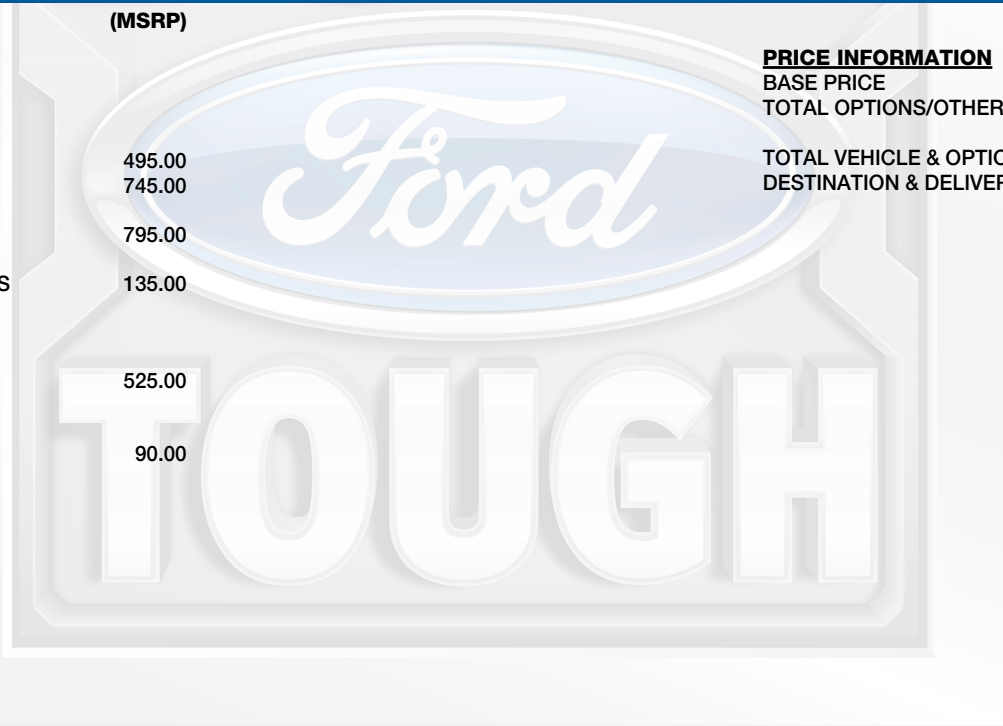 (MSRP)
PRICE INFORMATION
BASE PRICE
TOTAL OPTIONS/OTHER
495.00
TOTAL VEHICLE & OPTIO
745.00
DESTINATION & DELIVER
795.00
S
135.00
525.00
90.00
Ford
TOUGH